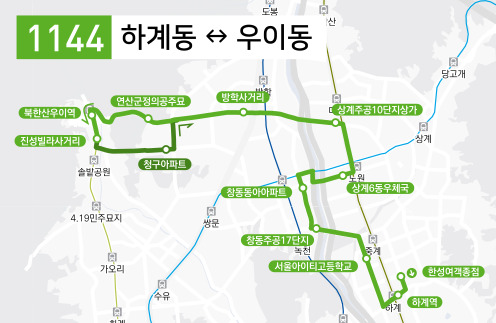 1144 하계동 ↔ 우이동
도봉
산
당고개
방학
북한산우이역
연산군정의공주묘
방학사거리
상계주공10단지상가
상계
진성빌라사거리
청구아파트
솔밭공원
노원
상계6동우체국
창동동아아파트
4.19민주묘지
쌍문
창동주공17단지
녹천
중계
서울아이티고등학교
가오리
한성여객종점
수유
하계
하계역